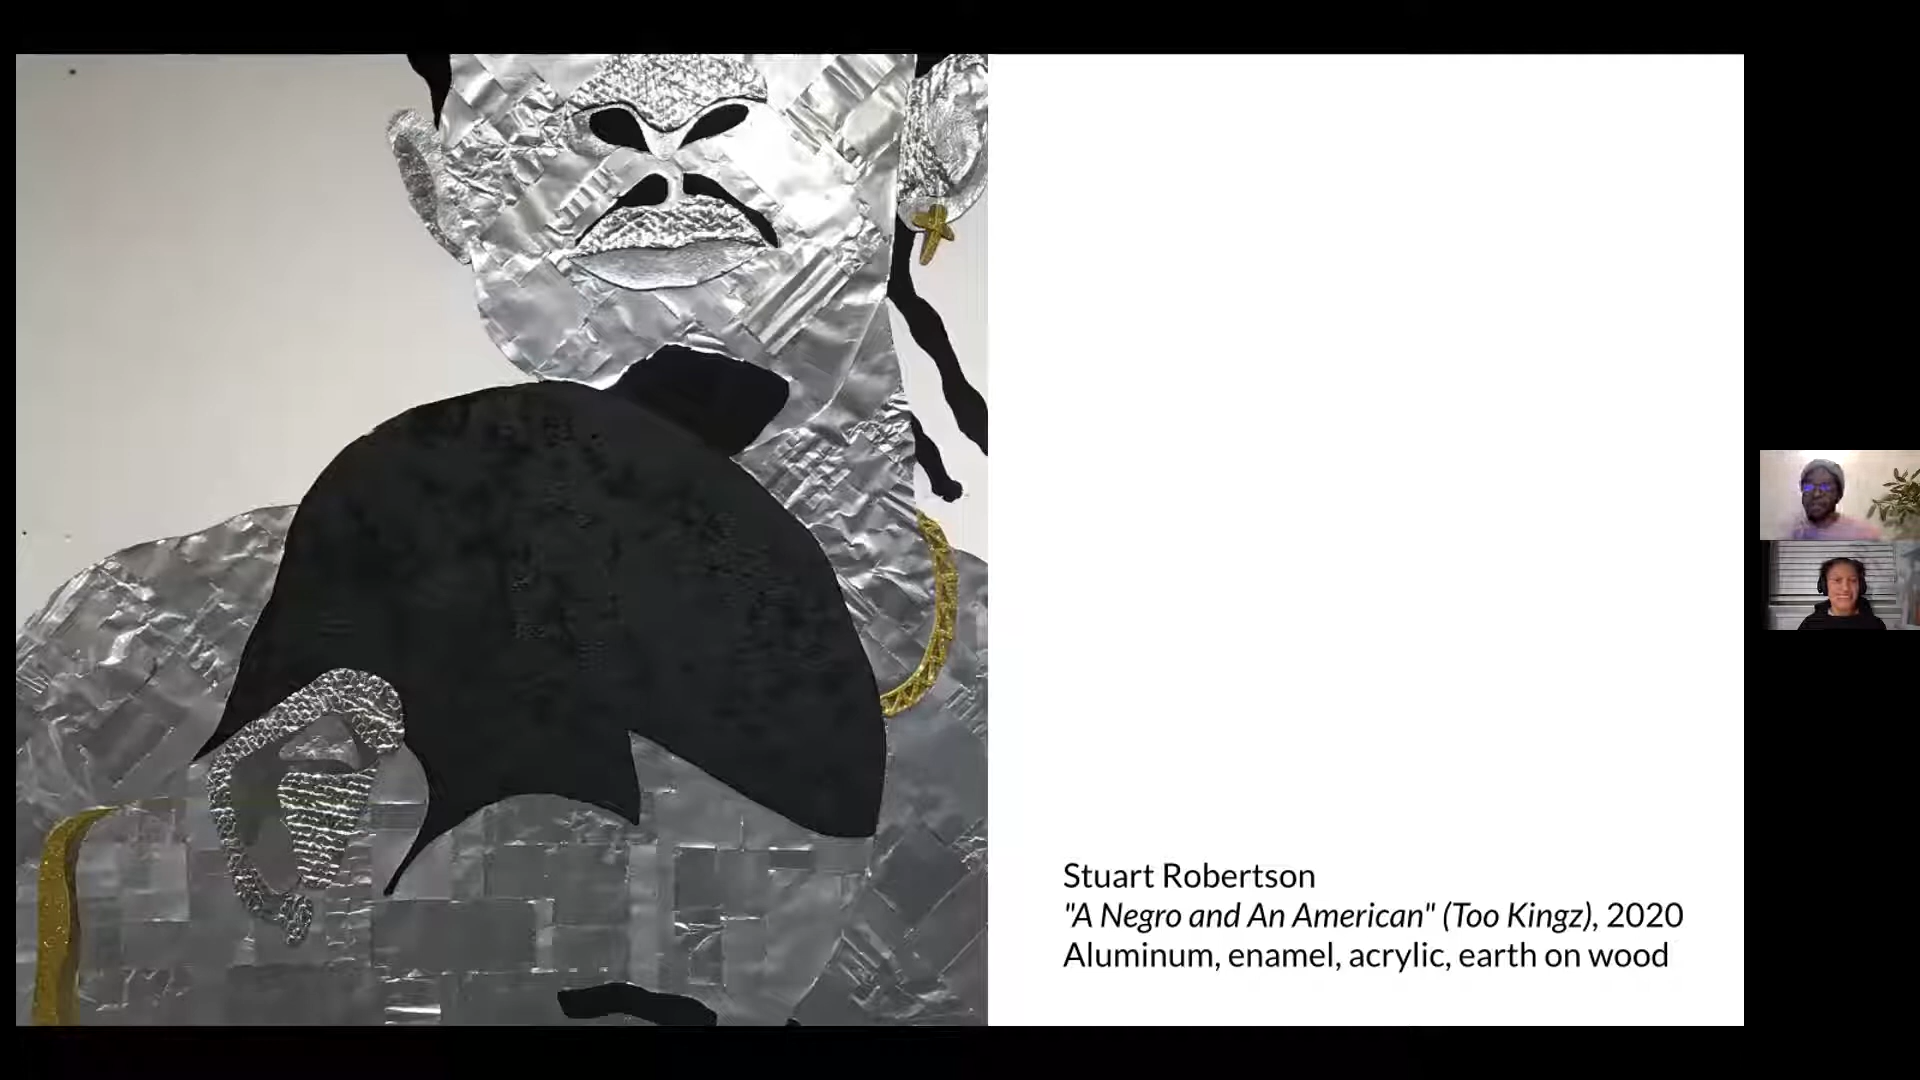 Stuart Robertson
"A Negro and An American" (Too Kingz), 2020
Aluminum, enamel, acrylic, earth on wood